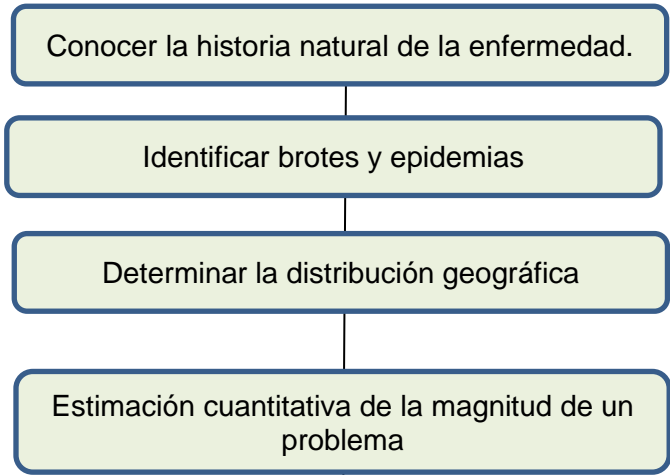 Conocer la historia natural de la enfermedad.
Identificar brotes y epidemias
Determinar la distribución geográfica
Estimación cuantitativa de la magnitud de un
problema